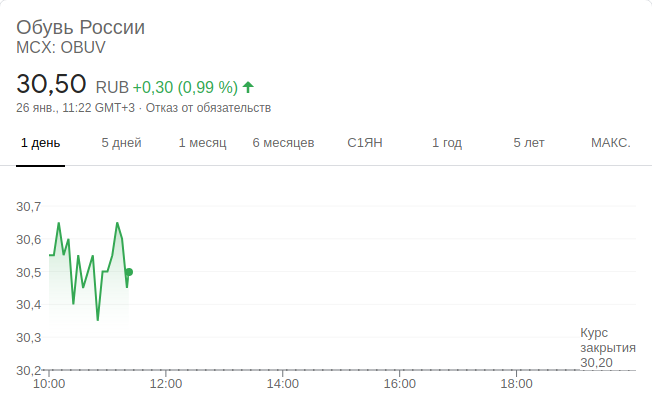 Обувь России
MCX: OBUV
30,50 RUB +0,30 (0,99 %)
26 янв., 11:22 GMT+3 · Отказ от обязательств
1 день 5 дней 1 месяц 6 месяцев С1ЯН 1 год 5 лет МАКС.
30,7
30,6
30,5
30,4
30,3
30,2
Курс
закрытия
30,20
10:00 12:00 14:00 16:00 18:00